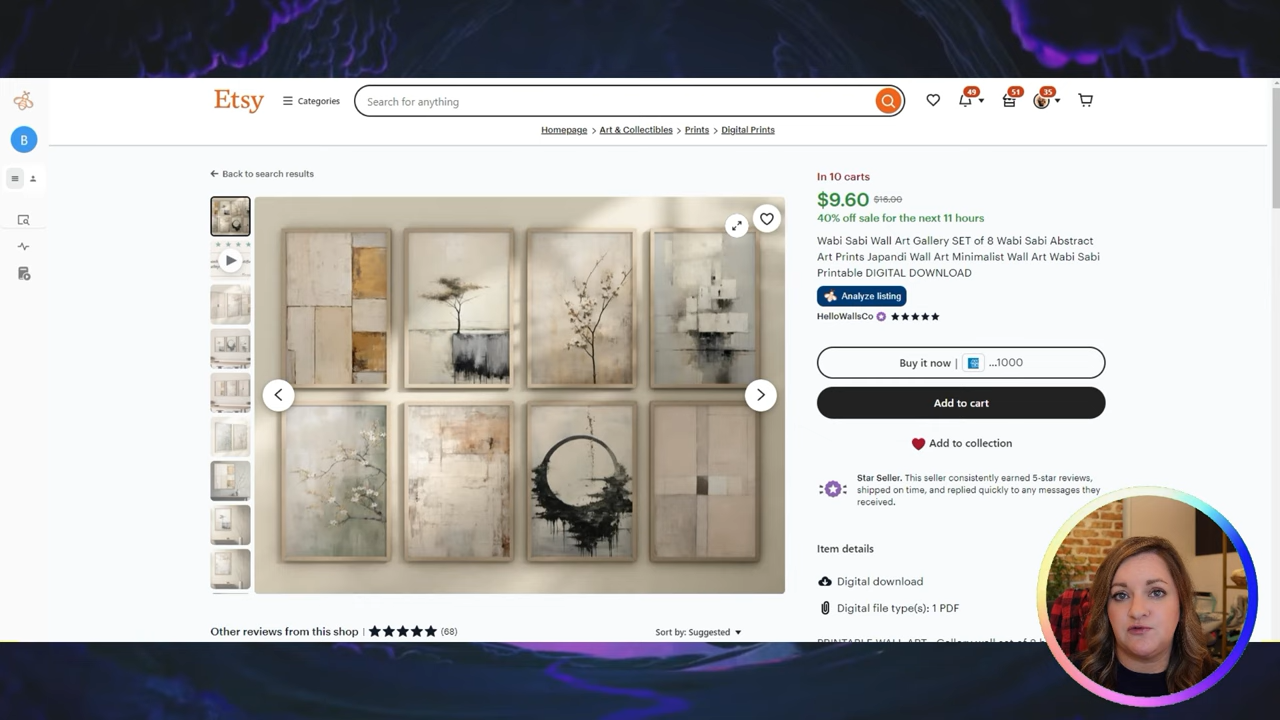 Etsy
Categories
Search for anything
49
51
35
Homepage > Art & Collectibles > Prints > Digital Prints
B
Back to search results
In 10 carts
$9.60 $16.00
40% off sale for the next 11 hours
Wabi Sabi Wall Art Gallery SET of 8 Wabi Sabi Abstract
Art Prints Japandi Wall Art Minimalist Wall Art Wabi Sabi
Printable DIGITAL DOWNLOAD
Analyze listing
HelloWallsCo
Buy it now | ...1000
Add to cart
Add to collection
Star Seller. This seller consistently earned 5-star reviews,
shipped on time, and replied quickly to any messages they
received.
Item details
Digital download
Digital file type(s): 1 PDF
Other reviews from this shop | (68)
Sort by: Suggested